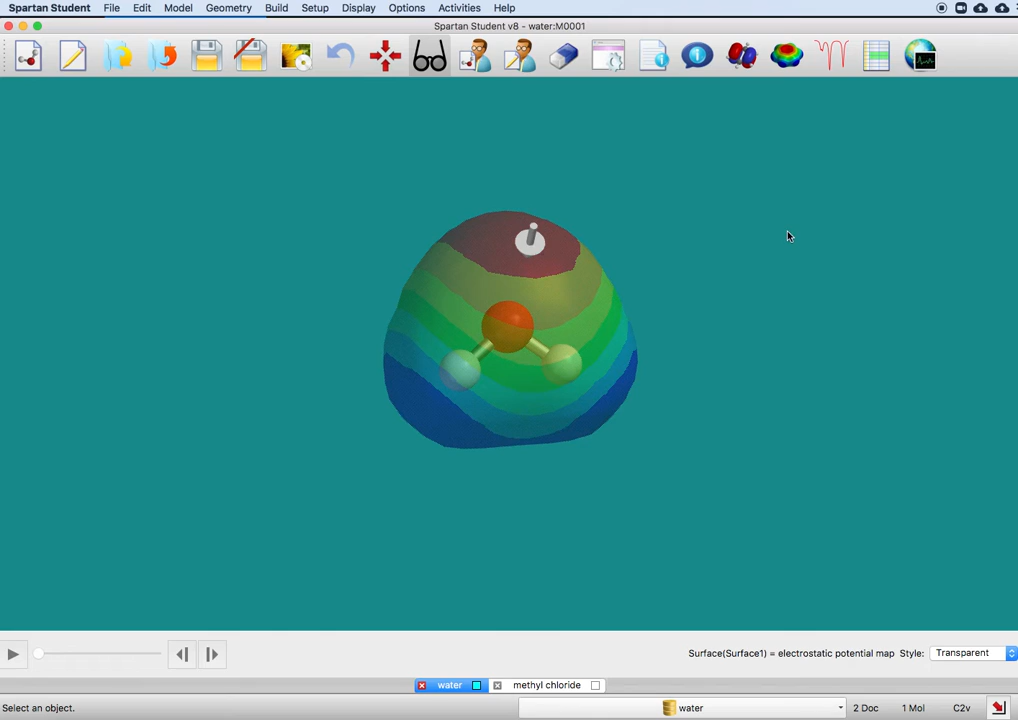 Spartan Student File Edit Model Geometry Build Setup Display Options Activities Help
Spartan Student v8 - water:M0001
Surface(Surface1) = electrostatic potential map Style: Transparent
water methyl chloride
Select an object. water 2 Doc 1 Mol C2v